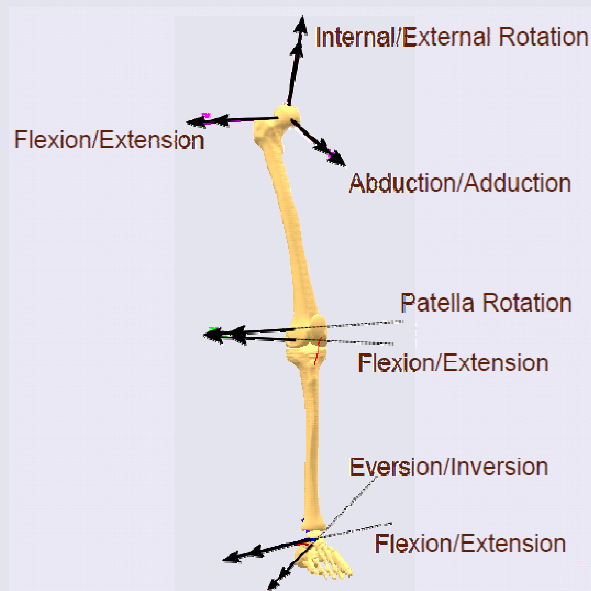 Internal/External Rotation
Flexion/Extension
Abduction/Adduction
Patella Rotation
Flexion/Extension
Eversion/Inversion
Flexion/Extension